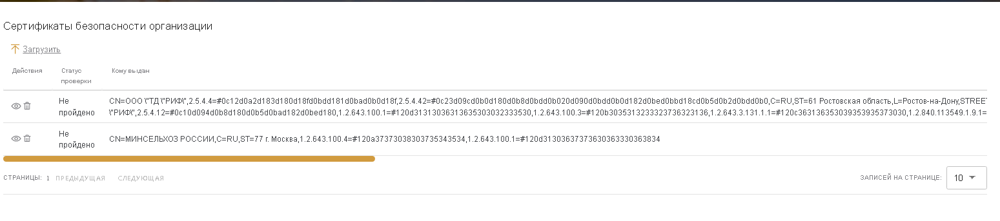 Сертификаты безопасности организации
Загрузить
Действия Статус проверки Кому выдан
Не пройдено
CN=ООО \"ТД \"РИФ\",2.5.4.4=#0c12d0a2d183d180d18fd0bdd181d0bad0b0d18f,2.5.4.42=#0c23d09cd0b0d180d0b8d0bdd0b020d090d0bdd0b0d182d0bed0bbd18cd0b5d0b2d0bdd0b0,C=RU,ST=61 Ростовская область,L=Ростов-на-Дону,STREET
\"РИФ\",2.5.4.12=#0c10d094d0b8d180d0b5d0bad182d0bed180,1.2.643.100.1=#120d31313036313635303032333530,1.2.643.100.3=#120b3035313233323736323136,1.2.643.3.131.1.1=#120c363136353039353935373030,1.2.840.113549.1.9.1=
Не пройдено
CN=МИНСЕЛЬХОЗ РОССИИ,C=RU,ST=77 г. Москва,1.2.643.100.4=#120a37373038303735343534,1.2.643.100.1=#120d31303637373630363330363834
СТРАНИЦЫ: 1 ПРЕДЫДУЩАЯ СЛЕДУЮЩАЯ ЗАПИСЕЙ НА СТРАНИЦЕ: 10